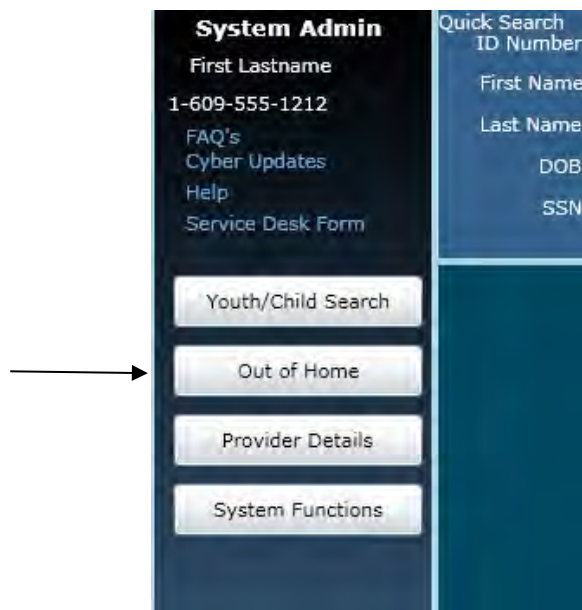 System Admin
First Lastname
1-609-555-1212
FAQ's
Cyber Updates
Help
Service Desk Form
Youth/Child Search
Out of Home
Provider Details
System Functions
Quick Search
ID Number
First Name
Last Name
DOB
SSN